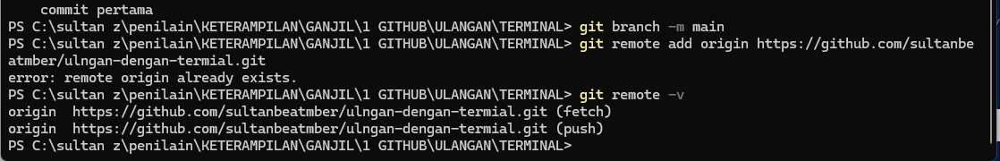 commit pertama
PS C:\sultan z\penilain\KETERAMPILAN\GANJIL\1 GITHUB\ULANGAN\TERMINAL> git branch -m main
PS C:\sultan z\penilain\KETERAMPILAN\GANJIL\1 GITHUB\ULANGAN\TERMINAL> git remote add origin https://github.com/sultanbe
atmber/ulngan-dengan-termial.git
error: remote origin already exists.
PS C:\sultan z\penilain\KETERAMPILAN\GANJIL\1 GITHUB\ULANGAN\TERMINAL> git remote -v
origin  https://github.com/sultanbeatmber/ulngan-dengan-termial.git (fetch)
origin  https://github.com/sultanbeatmber/ulngan-dengan-termial.git (push)
PS C:\sultan z\penilain\KETERAMPILAN\GANJIL\1 GITHUB\ULANGAN\TERMINAL>